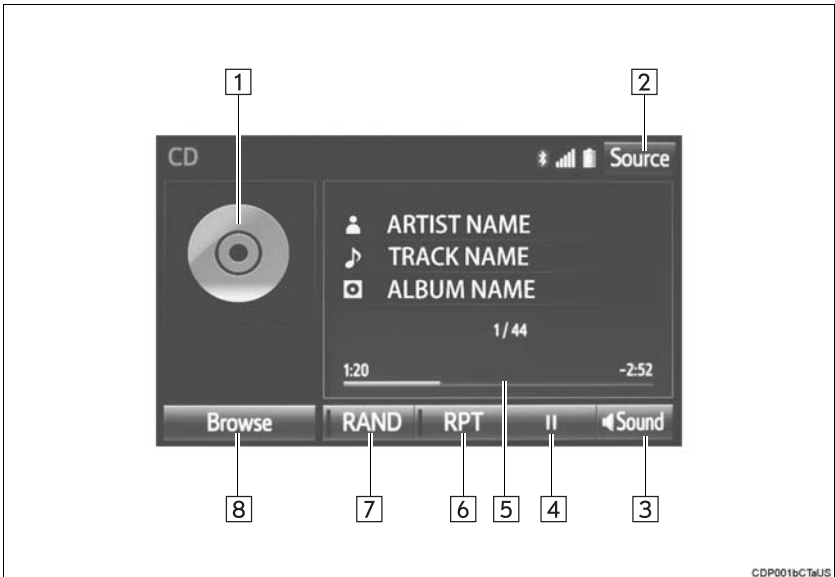 1 2
CD Source
ARTIST NAME
TRACK NAME
ALBUM NAME
1/44
1:20 -2:52
Browse RAND RPT Sound
8 7 6 5 4 3
CDP001bCTaUS